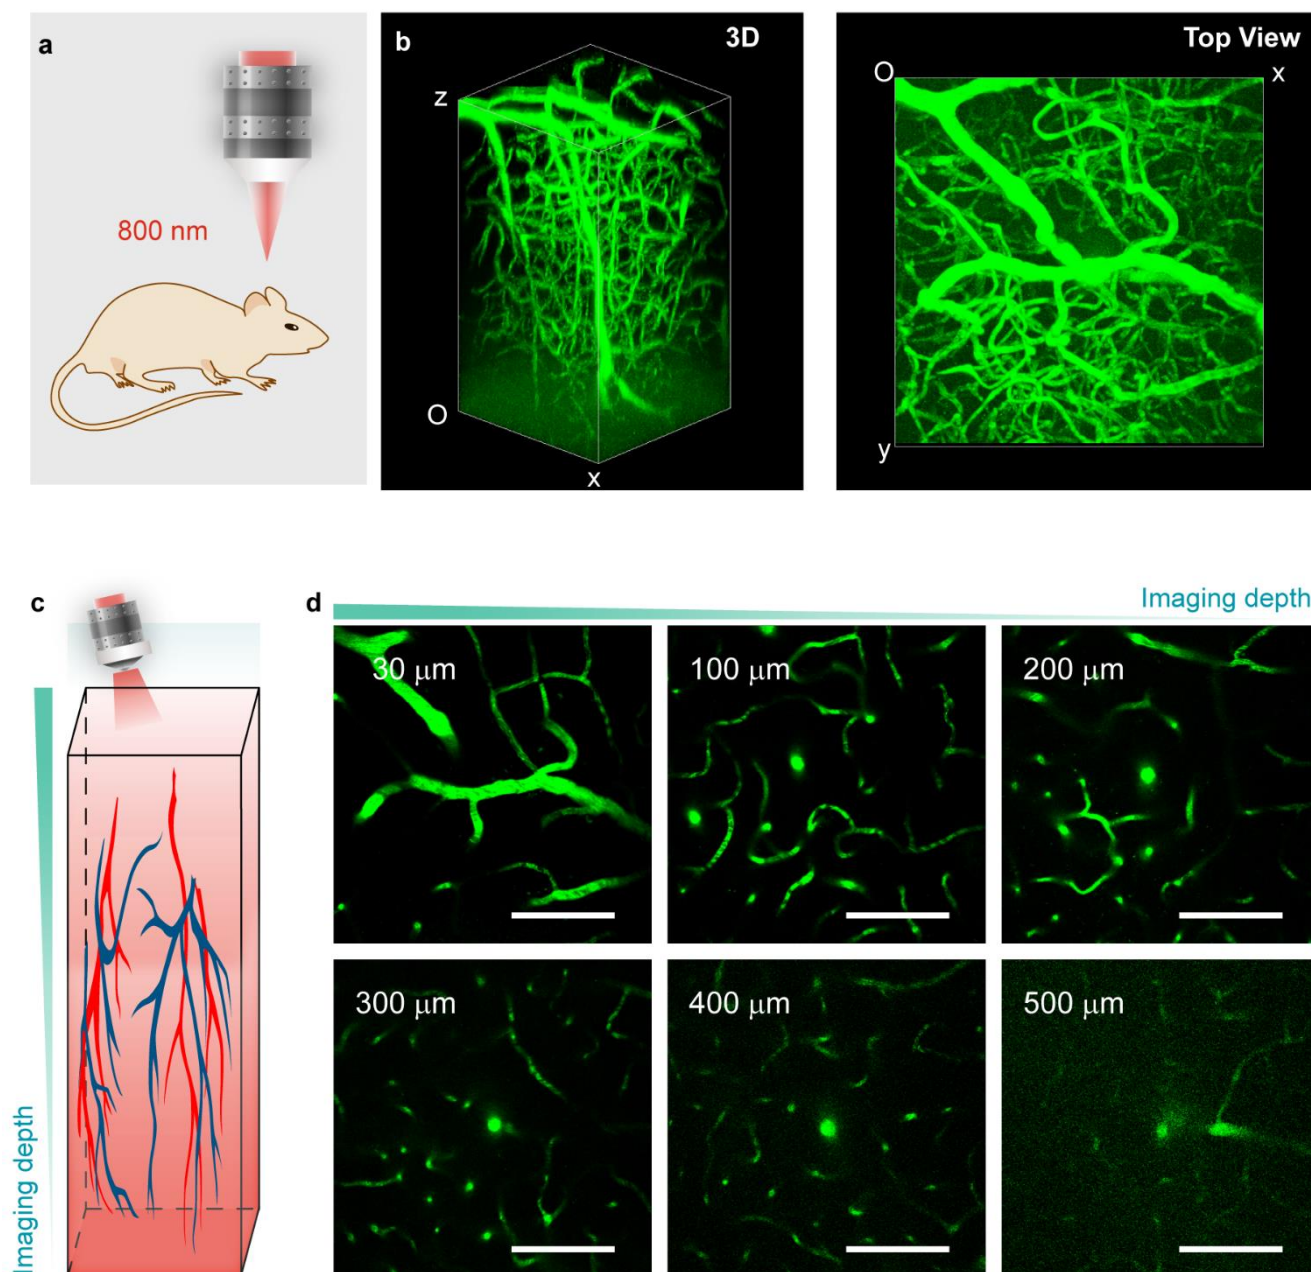 a
800 nm
b
3D
z
O
x
Top View
O
x
y
c
Imaging depth
d
Imaging depth
30 μm
100 μm
200 μm
300 μm
400 μm
500 μm